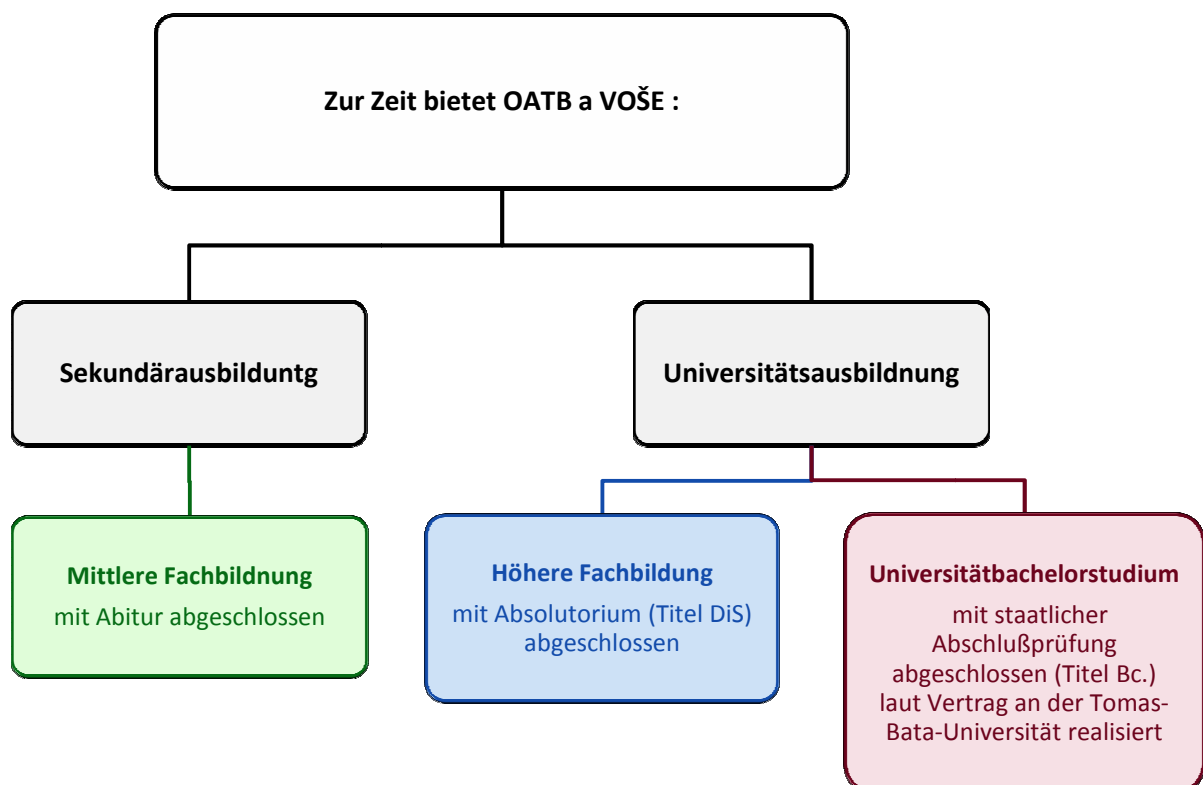 Zur Zeit bietet OATB a VOŠE :
Sekundärausbilduntg
Universitätsausbildnung
Mittlere Fachbildnung
mit Abitur abgeschlossen
Höhere Fachbildung
mit Absolutorium (Titel DiS)
abgeschlossen
Universitätbachelorstudium
mit staatlicher
Abschlußprüfung
abgeschlossen (Titel Bc.)
laut Vertrag an der Tomas-
Bata-Universität realisiert